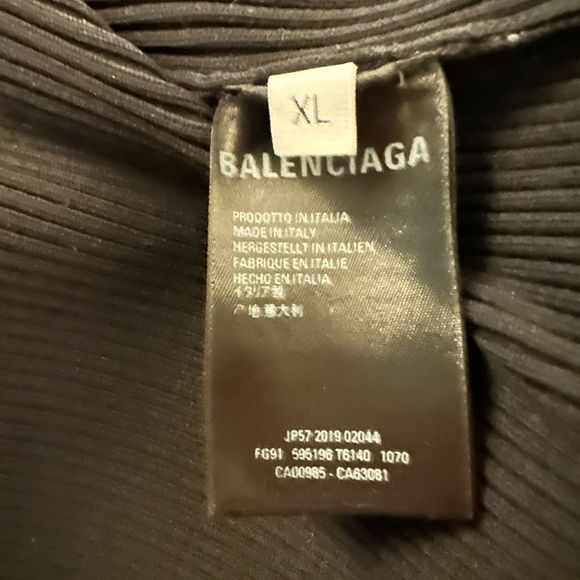 XL
BALENCIAGA
PRODOTTO IN ITALIA
MADE IN ITALY
HERGESTELLT IN ITALIEN
FABRIQUE EN ITALIE
HECHO EN ITALIA
イタリア製
产地:意大利
JP57 2019 02044
FG91 595196 T6140 1070
CA00985 - CA63081